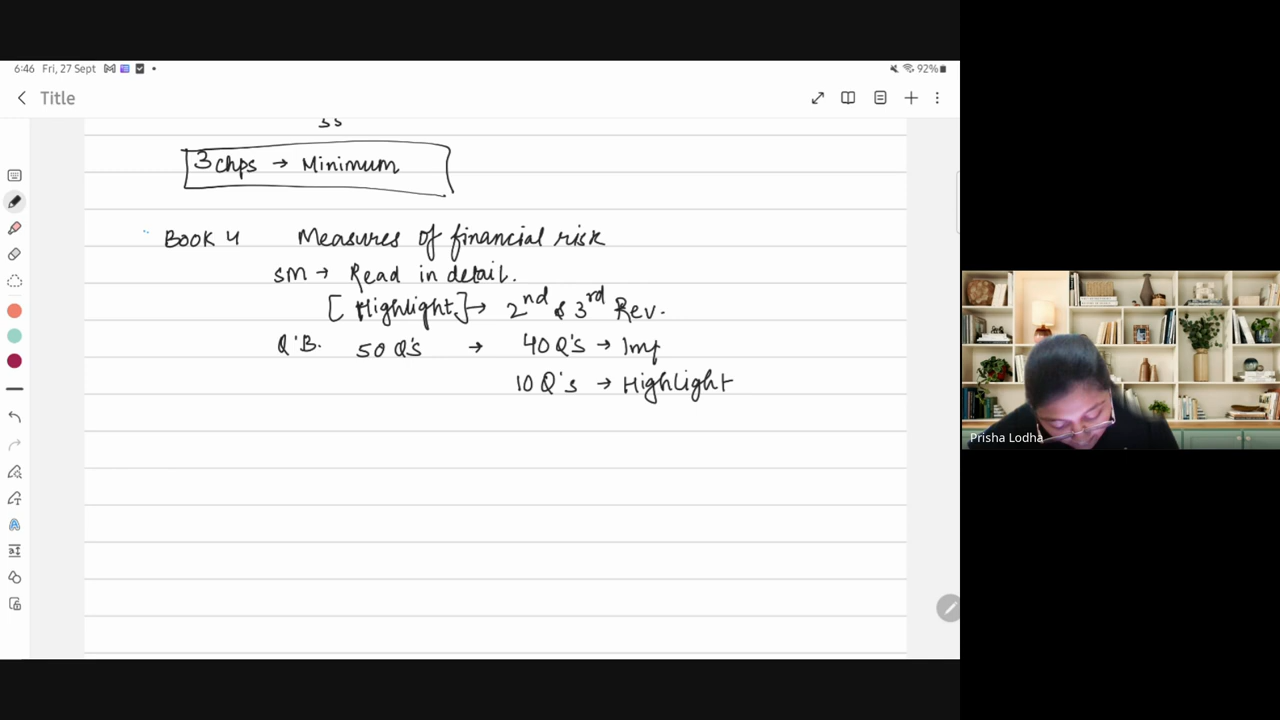 6:46 Fri, 27 Sept 92%
Title
3 chps → Minimum
BOOK 4 Measures of financial risk
SM → Read in detail.
[Highlight] → 2nd & 3rd Rev.
Q'B. 50 Q's → 40 Q's → Imp
10 Q's → Highlight
Prisha Lodha